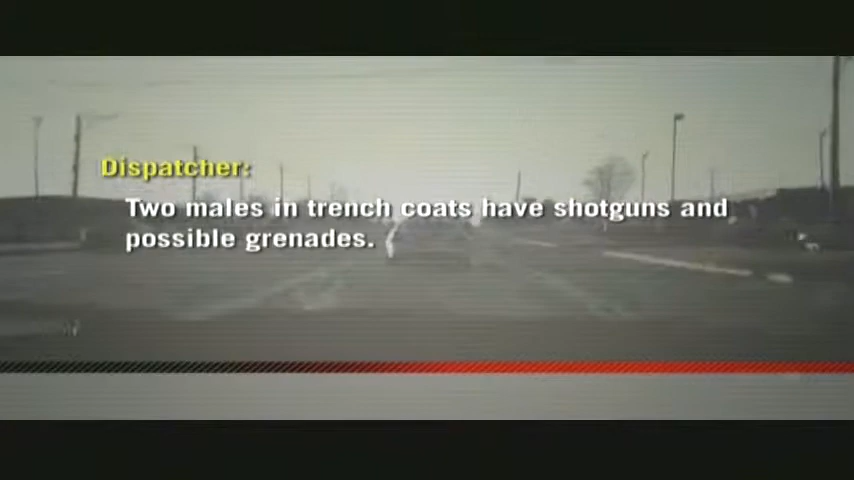 Dispatcher:
Two males in trench coats have shotguns and
possible grenades.